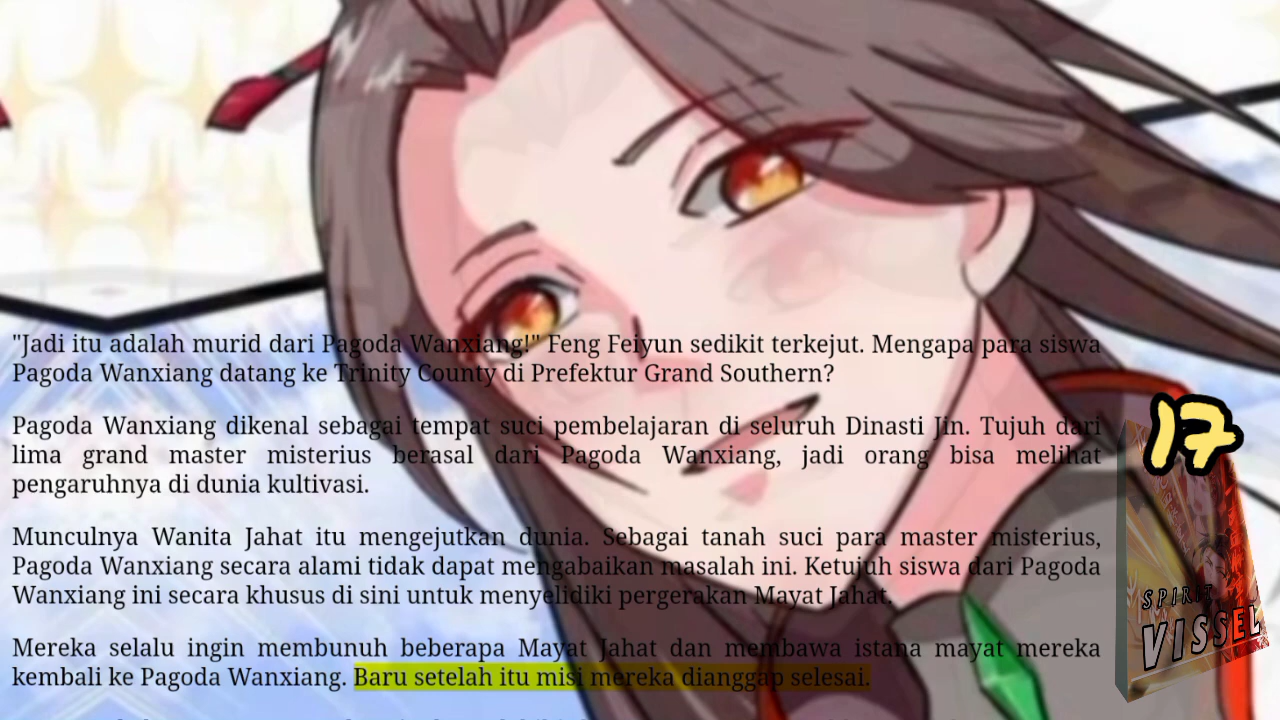 "Jadi itu adalah murid dari Pagoda Wanxiang!" Feng Feiyun sedikit terkejut. Mengapa para siswa
Pagoda Wanxiang datang ke Trinity County di Prefektur Grand Southern?
Pagoda Wanxiang dikenal sebagai tempat suci pembelajaran di seluruh Dinasti Jin. Tujuh dari
lima grand master misterius berasal dari Pagoda Wanxiang, jadi orang bisa melihat
pengaruhnya di dunia kultivasi.
Munculnya Wanita Jahat itu mengejutkan dunia. Sebagai tanah suci para master misterius,
Pagoda Wanxiang secara alami tidak dapat mengabaikan masalah ini. Ketujuh siswa dari Pagoda
Wanxiang ini secara khusus di sini untuk menyelidiki pergerakan Mayat Jahat.
Mereka selalu ingin membunuh beberapa Mayat Jahat dan membawa istana mayat mereka
kembali ke Pagoda Wanxiang. Baru setelah itu misi mereka dianggap selesai.
17
SPIRIT
VISSEL